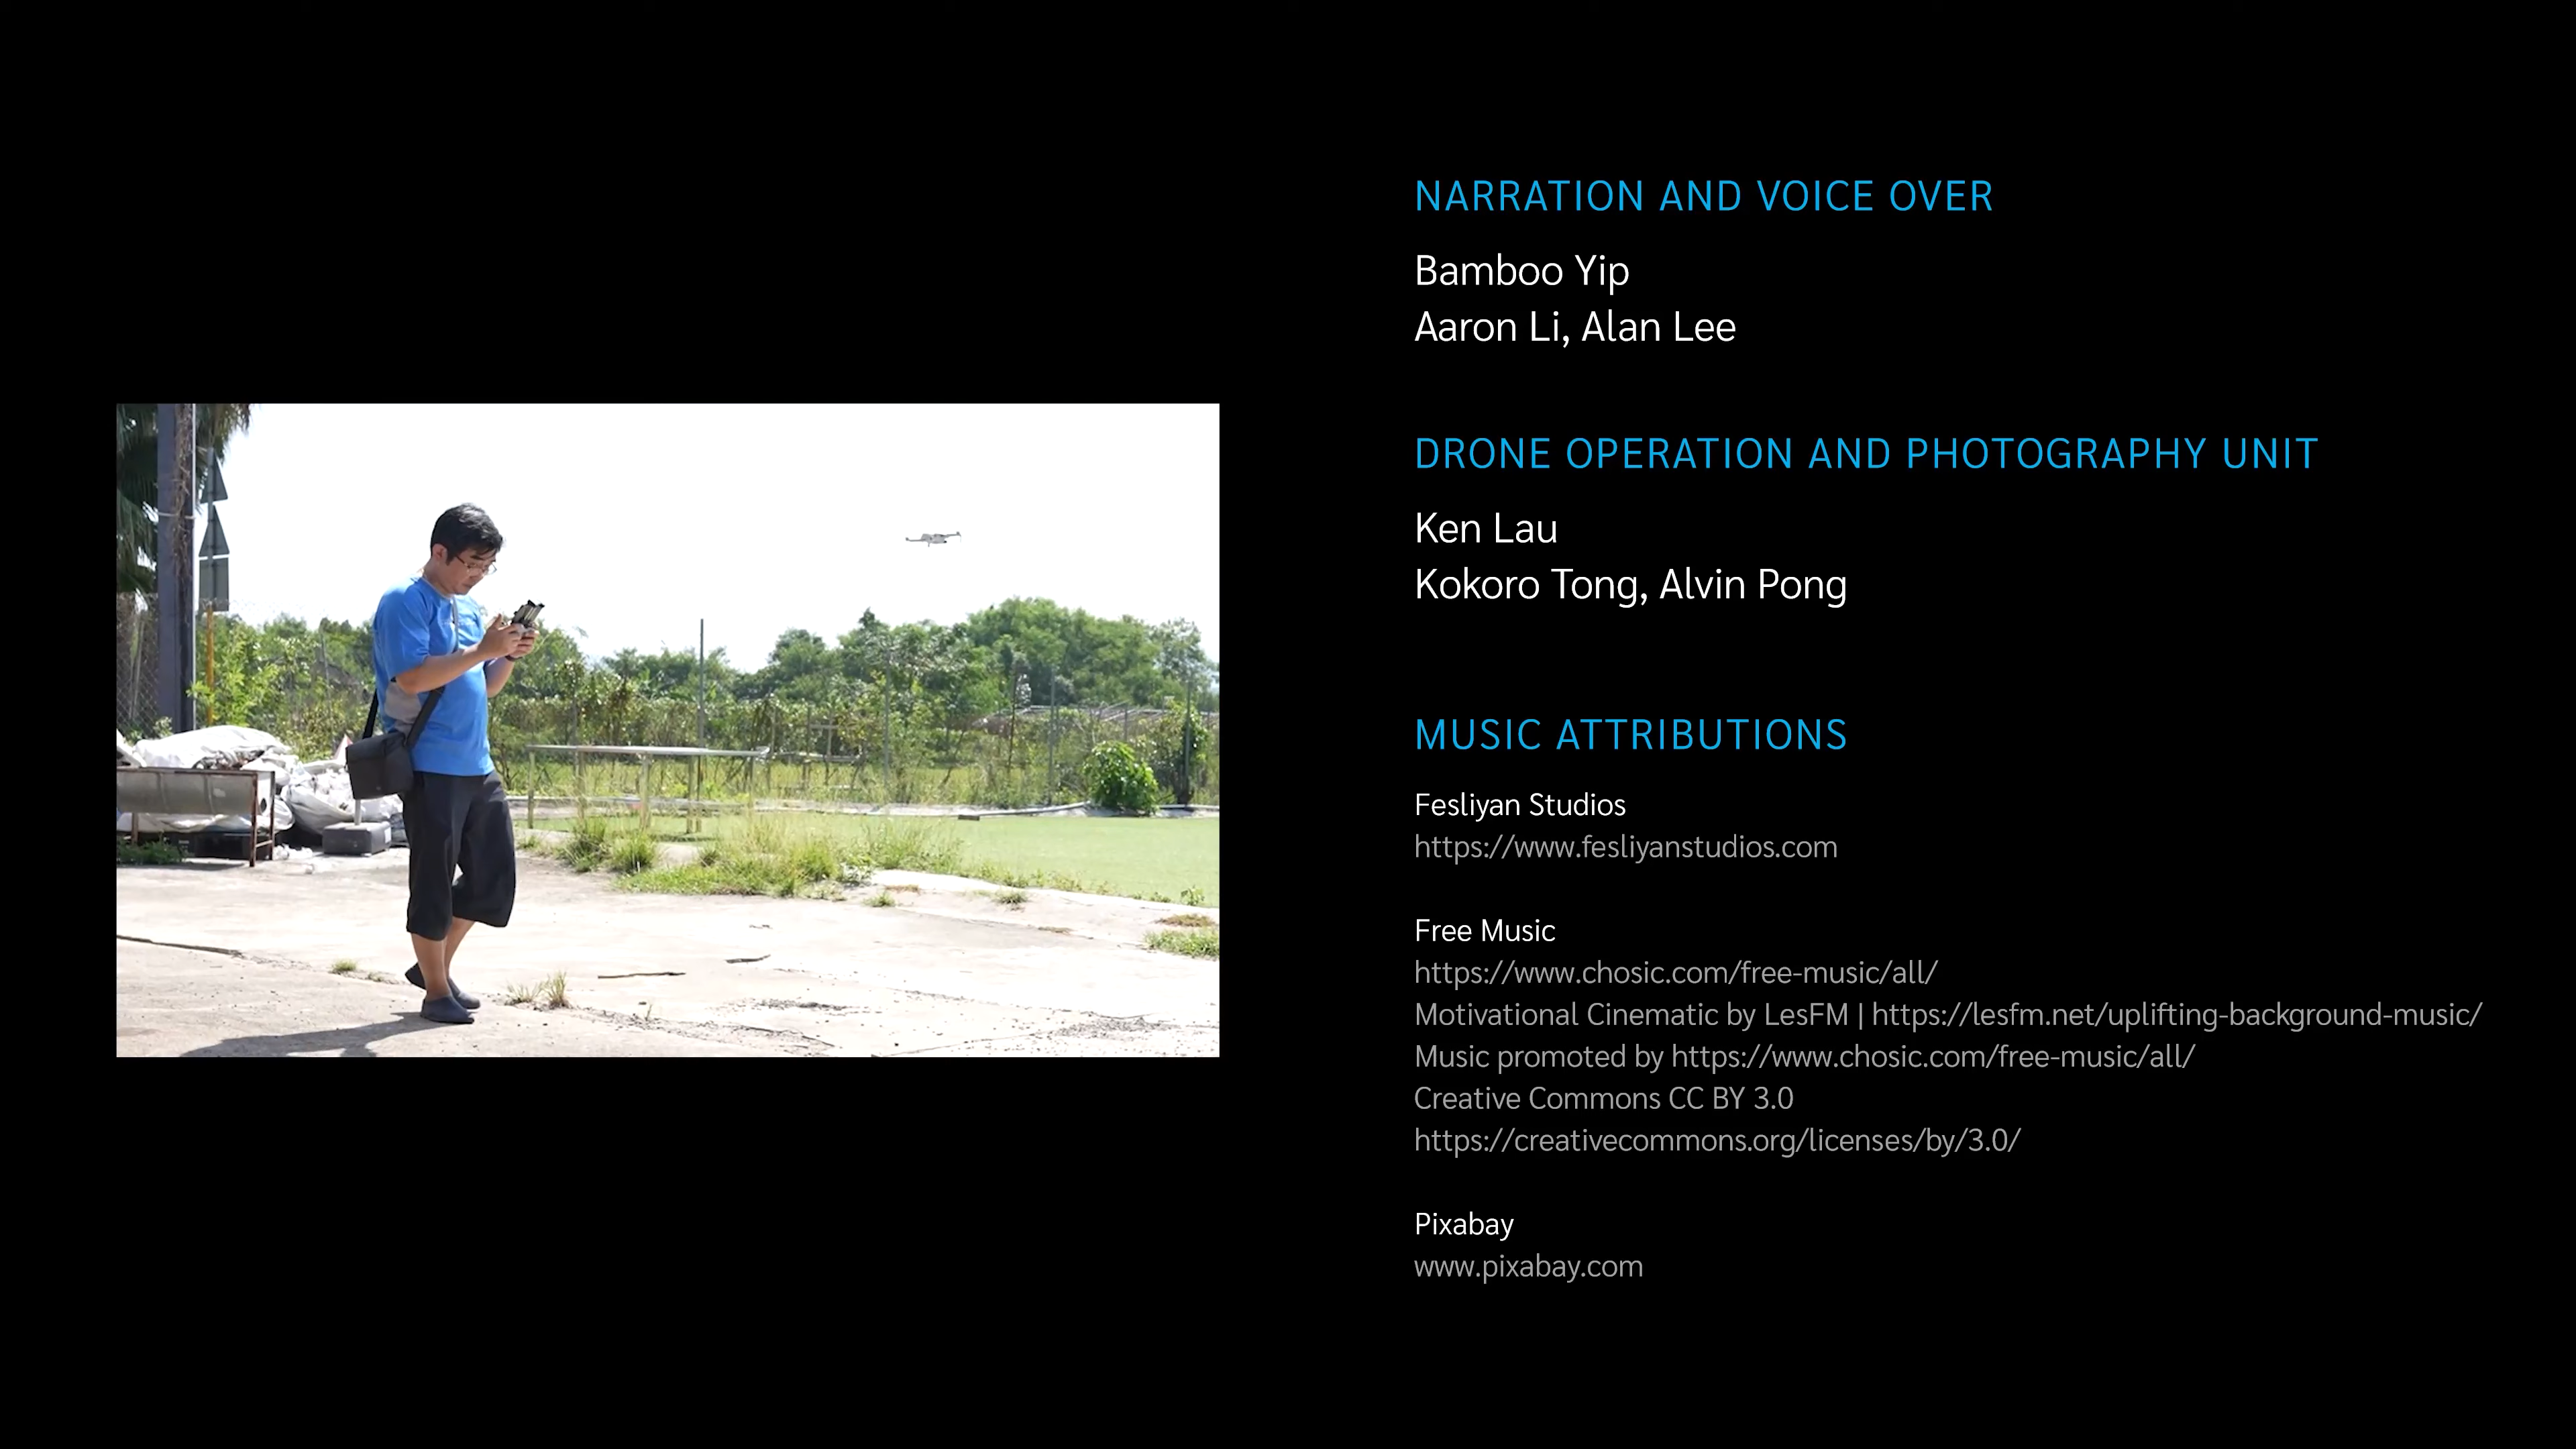 NARRATION AND VOICE OVER
Bamboo Yip
Aaron Li, Alan Lee
DRONE OPERATION AND PHOTOGRAPHY UNIT
Ken Lau
Kokoro Tong, Alvin Pong
MUSIC ATTRIBUTIONS
Fesliyan Studios
https://www.fesliyanstudios.com
Free Music
https://www.chosic.com/free-music/all/
Motivational Cinematic by LesFM | https://lesfm.net/uplifting-background-music/
Music promoted by https://www.chosic.com/free-music/all/
Creative Commons CC BY 3.0
https://creativecommons.org/licenses/by/3.0/
Pixabay
www.pixabay.com